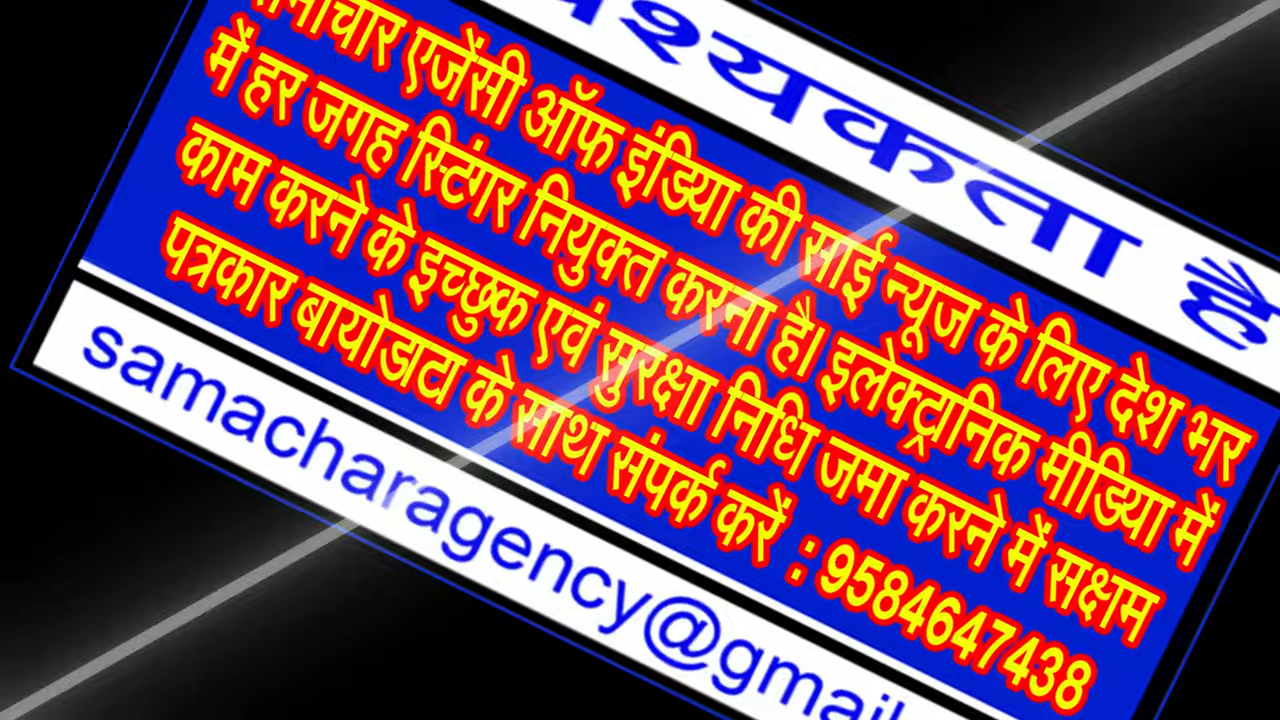 श्यकता है
समाचार एजेंसी ऑफ इंडिया की साई न्यूज के लिए देश भर
में हर जगह स्टिंगर नियुक्त करना है। इलेक्ट्रानिक मीडिया में
काम करने के इच्छुक एवं सुरक्षा निधि जमा करने में सक्षम
पत्रकार बायोडाटा के साथ संपर्क करें : 9584647438
samacharagency@gmail